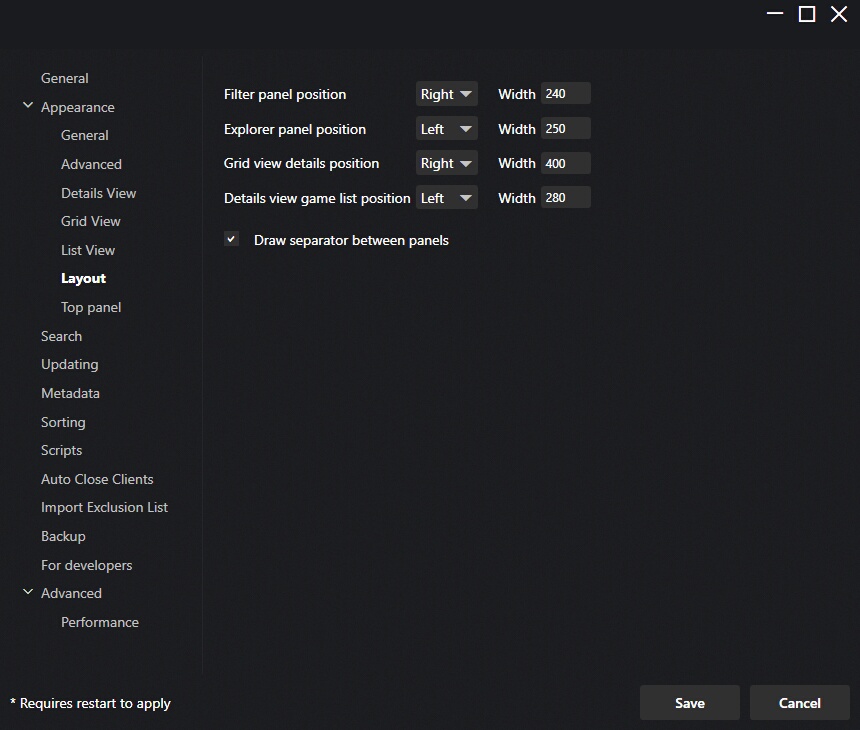 General
Appearance
General
Advanced
Details View
Grid View
List View
Layout
Top panel
Search
Updating
Metadata
Sorting
Scripts
Auto Close Clients
Import Exclusion List
Backup
For developers
Advanced
Performance
Filter panel position Right Width 240
Explorer panel position Left Width 250
Grid view details position Right Width 400
Details view game list position Left Width 280
Draw separator between panels
* Requires restart to apply
Save Cancel